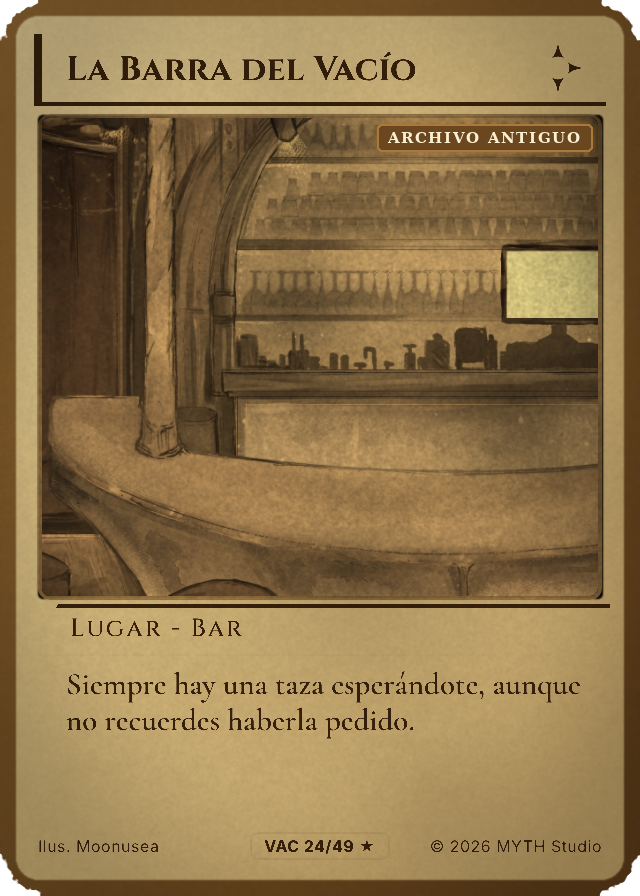 La Barra del Vacío
ARCHIVO ANTIGUO
Lugar - Bar
Siempre hay una taza esperándote, aunque
no recuerdes haberla pedido.
Ilus. Moonusea
VAC 24/49 ★
© 2026 MYTH Studio